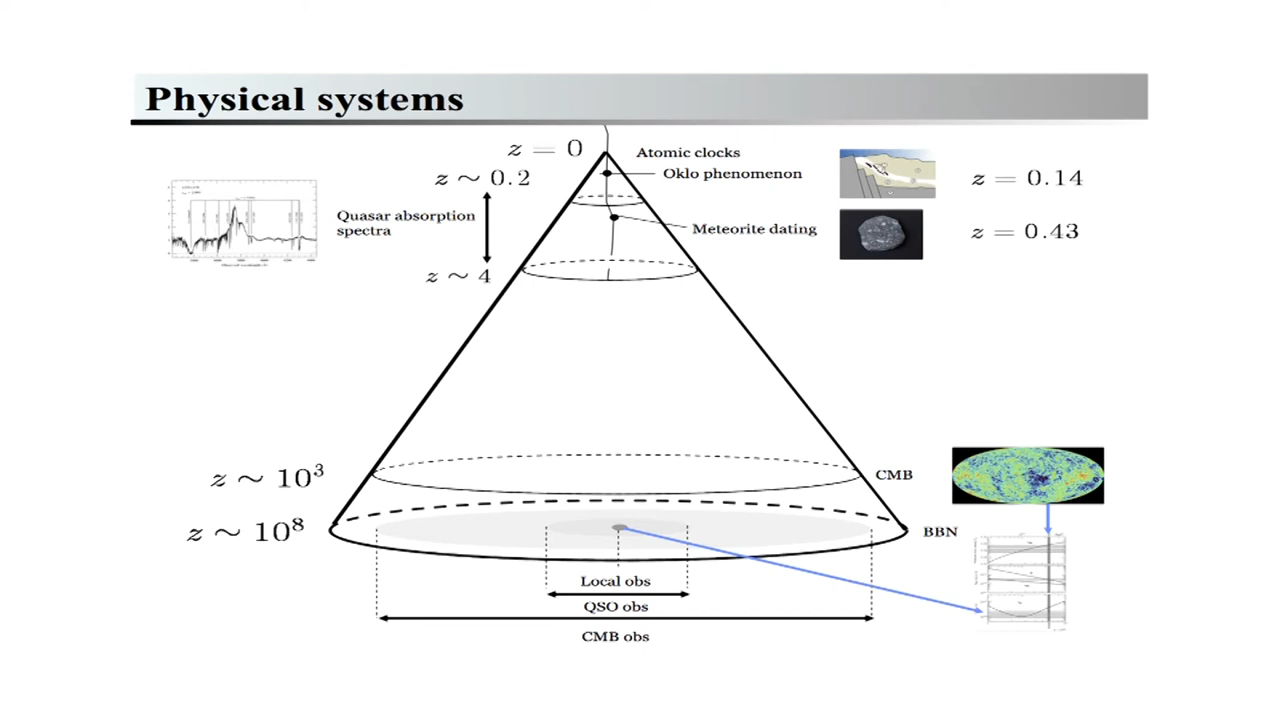 Physical systems
z = 0
Atomic clocks
z ∼ 0.2
Oklo phenomenon
z = 0.14
Quasar absorption
spectra
Meteorite dating
z = 0.43
z ∼ 4
z ∼ 10³
CMB
z ∼ 10⁸
BBN
Local obs
QSO obs
CMB obs